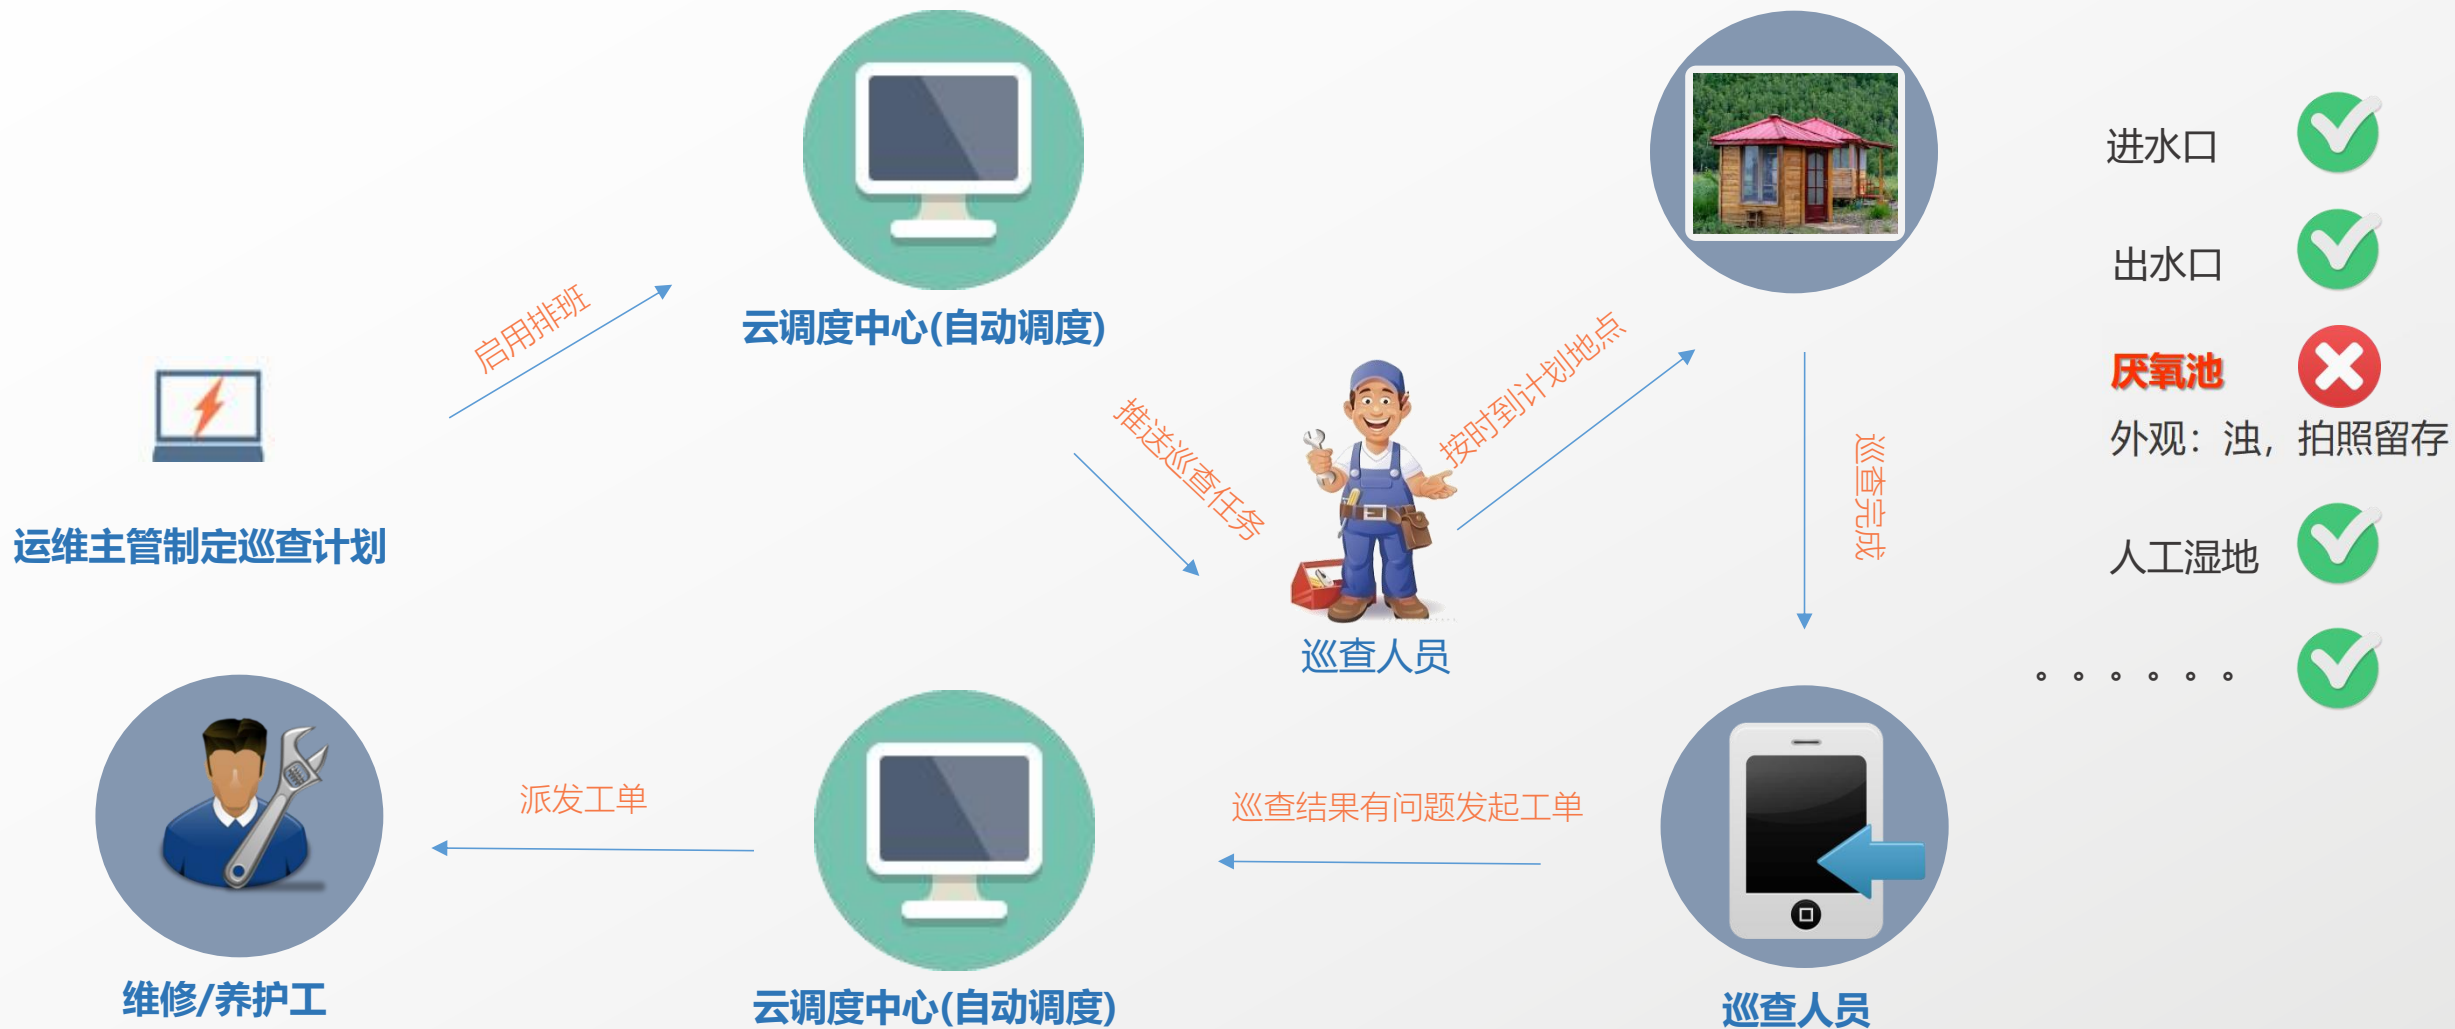 启用排班
云调度中心(自动调度)
运维主管制定巡查计划
推送巡查任务
巡查人员
按时到计划地点
巡查完成
进水口
出水口
厌氧池
外观：浊，拍照留存
人工湿地
。。。。。。
巡查结果有问题发起工单
巡查人员
派发工单
云调度中心(自动调度)
维修/养护工